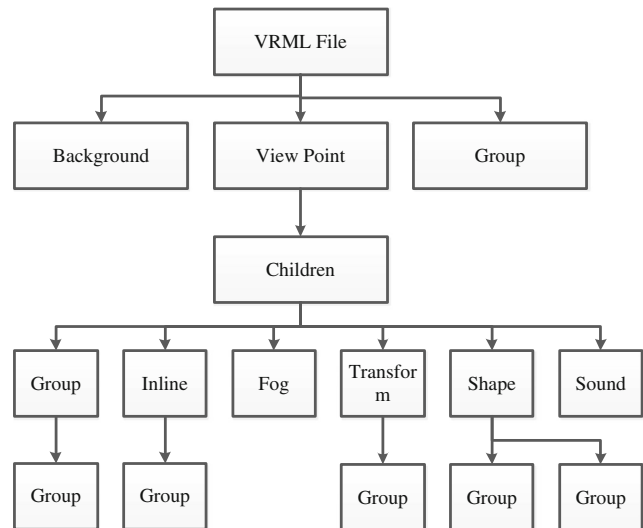 VRML File
Background
View Point
Group
Children
Group
Inline
Fog
Transfor
m
Shape
Sound
Group
Group
Group
Group
Group